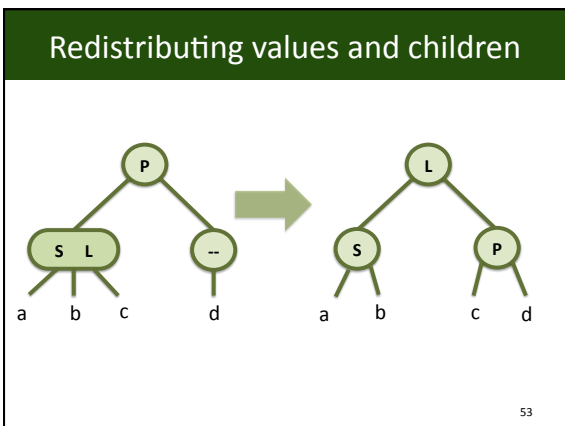 Redistributing values and children
P
L
S L
--
S
P
a b c d
a b c d
53